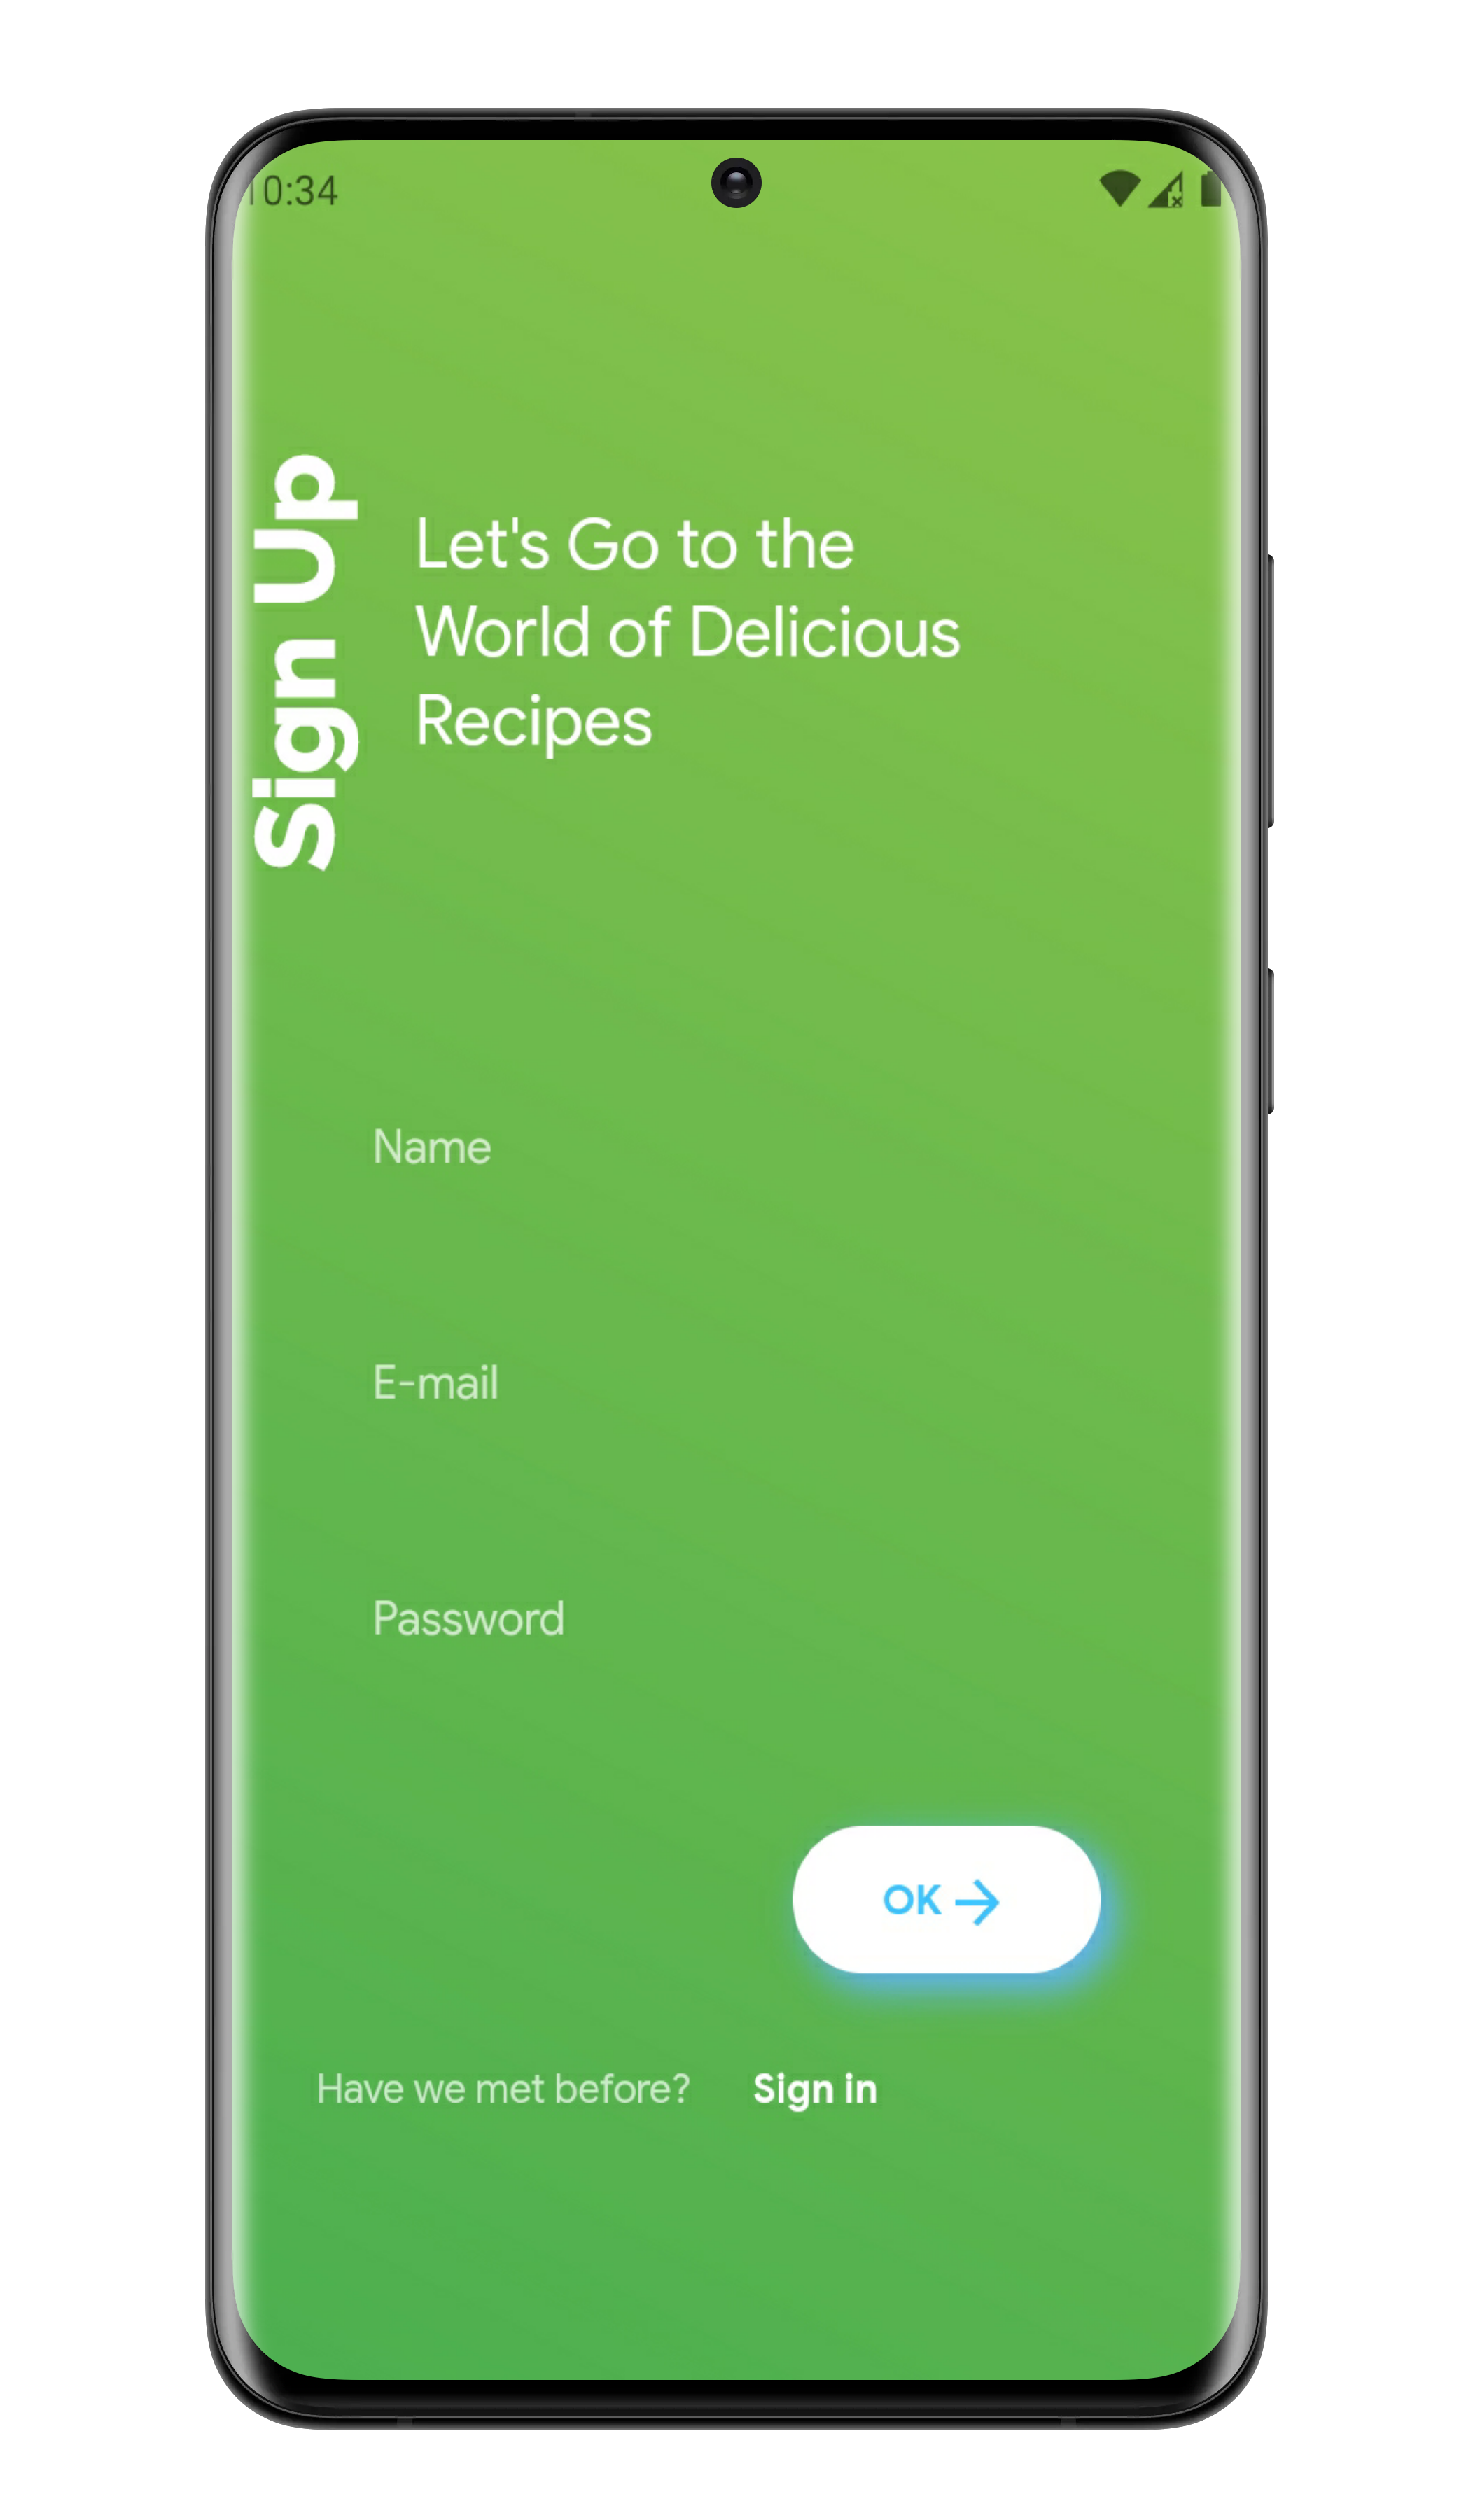 10:34
Sign Up
Let's Go to the
World of Delicious
Recipes
Name
E-mail
Password
OK
Have we met before? Sign in